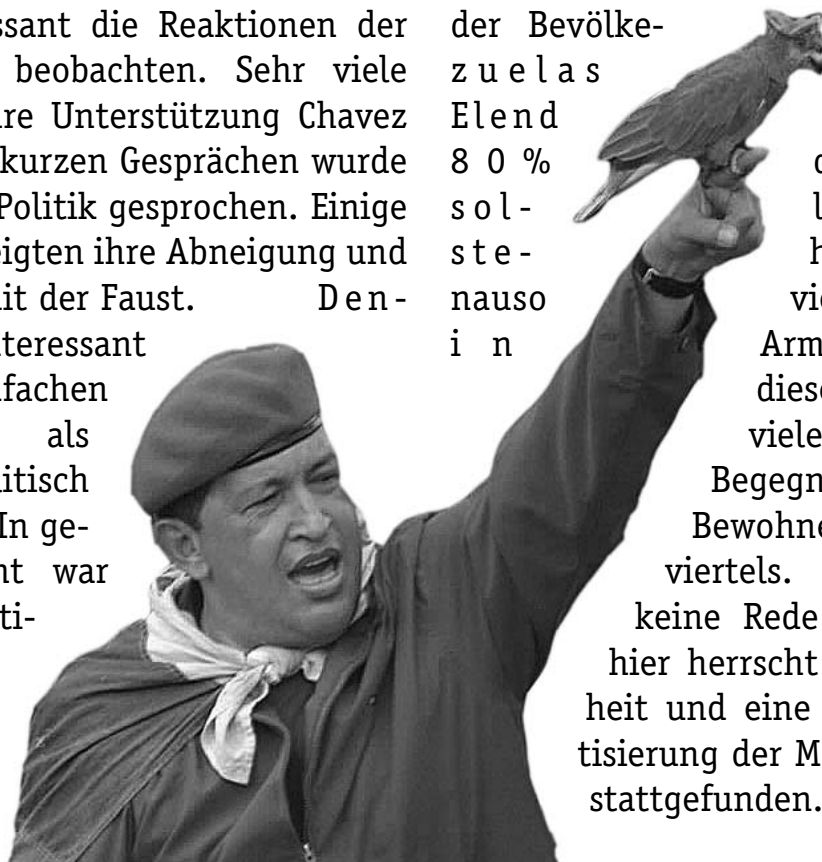 ssant die Reaktionen der
beobachten. Sehr viele
re Unterstützung Chavez
kurzen Gesprächen wurde
Politik gesprochen. Einige
eigten ihre Abneigung und
it der Faust. Den-
teressant
fachen
als
itisch
In ge-
nt war
ti-
der Bevölke-
zuelas
Elend
80%
sol-
ste-
nauso
in
h
vie
Arm
diese
viele
Begegn
Bewohne
viertels.
keine Rede
hier herrscht
heit und eine
tisierung der M
stattgefunden.